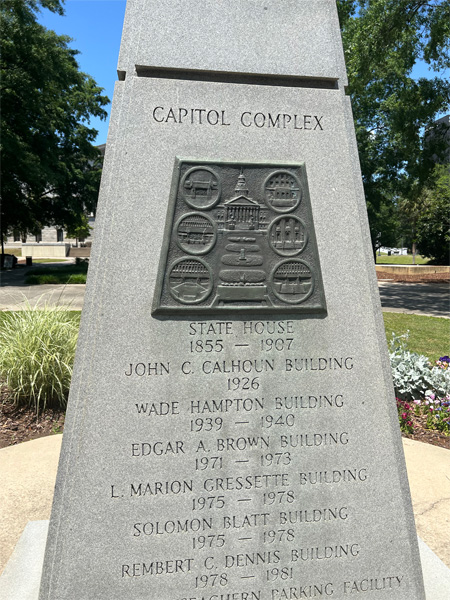 CAPITOL COMPLEX
STATE HOUSE
1855 — 1907
JOHN C. CALHOUN BUILDING
1926
WADE HAMPTON BUILDING
1939 — 1940
EDGAR A. BROWN BUILDING
1971 — 1973
L. MARION GRESSETTE BUILDING
1975 — 1978
SOLOMON BLATT BUILDING
1975 — 1978
REMBERT C. DENNIS BUILDING
1978 — 1981
PARKING FACILITY